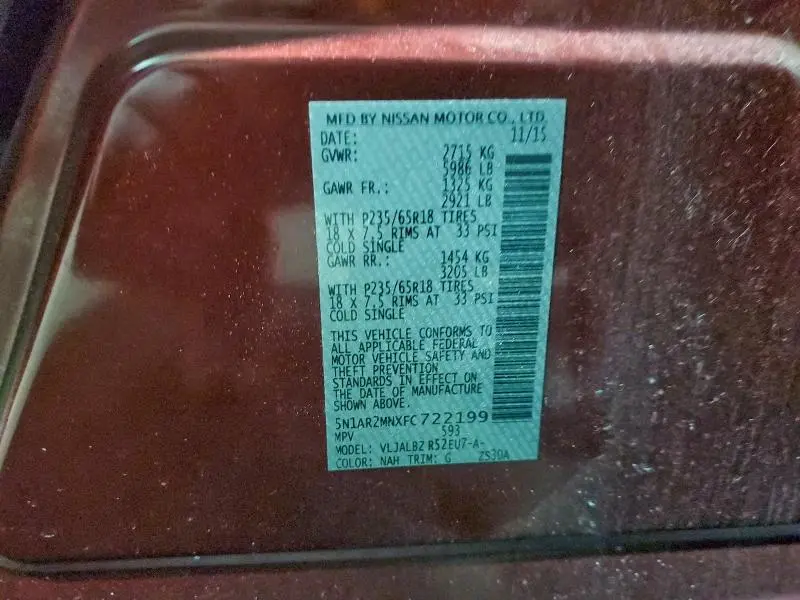 MFD BY NISSAN MOTOR CO., LTD.
DATE: 11/15
GVWR: 2715 KG
5986 LB
GAWR FR.: 1325 KG
2921 LB
WITH P235/65R18 TIRES
18 X 7.5 RIMS AT 33 PSI
COLD SINGLE
GAWR RR.: 1454 KG
3205 LB
WITH P235/65R18 TIRES
18 X 7.5 RIMS AT 33 PSI
COLD SINGLE
THIS VEHICLE CONFORMS TO
ALL APPLICABLE FEDERAL
MOTOR VEHICLE SAFETY AND
THEFT PREVENTION
STANDARDS IN EFFECT ON
THE DATE OF MANUFACTURE
SHOWN ABOVE.
5N1AR2MNXFC722199
MPV 593
MODEL: VLJALBZ R52EU7-A-
COLOR: NAH TRIM: G ZS30A